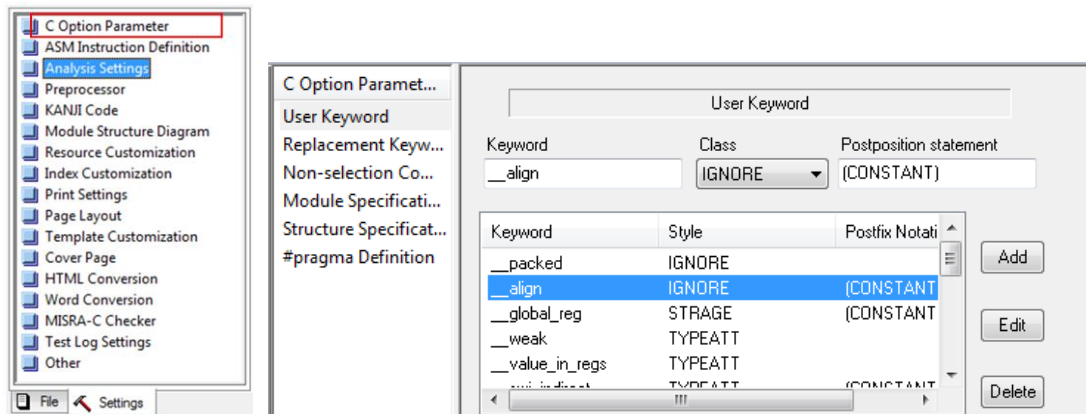 C Option Parameter
ASM Instruction Definition
Analysis Settings
Preprocessor
KANJI Code
Module Structure Diagram
Resource Customization
Index Customization
Print Settings
Page Layout
Template Customization
Cover Page
HTML Conversion
Word Conversion
MISRA-C Checker
Test Log Settings
Other
File Settings
C Option Paramet...
User Keyword
Replacement Keyw...
Non-selection Co...
Module Specificati...
Structure Specificat...
#pragma Definition
User Keyword
Keyword Class Postposition statement
__align IGNORE (CONSTANT)
Keyword Style Postfix Notati
__packed IGNORE
__align IGNORE (CONSTANT
__global_reg STRAGE (CONSTANT
__weak TYPEATT
__value_in_regs TYPEATT
TYPEATT (CONSTANT
Add
Edit
Delete